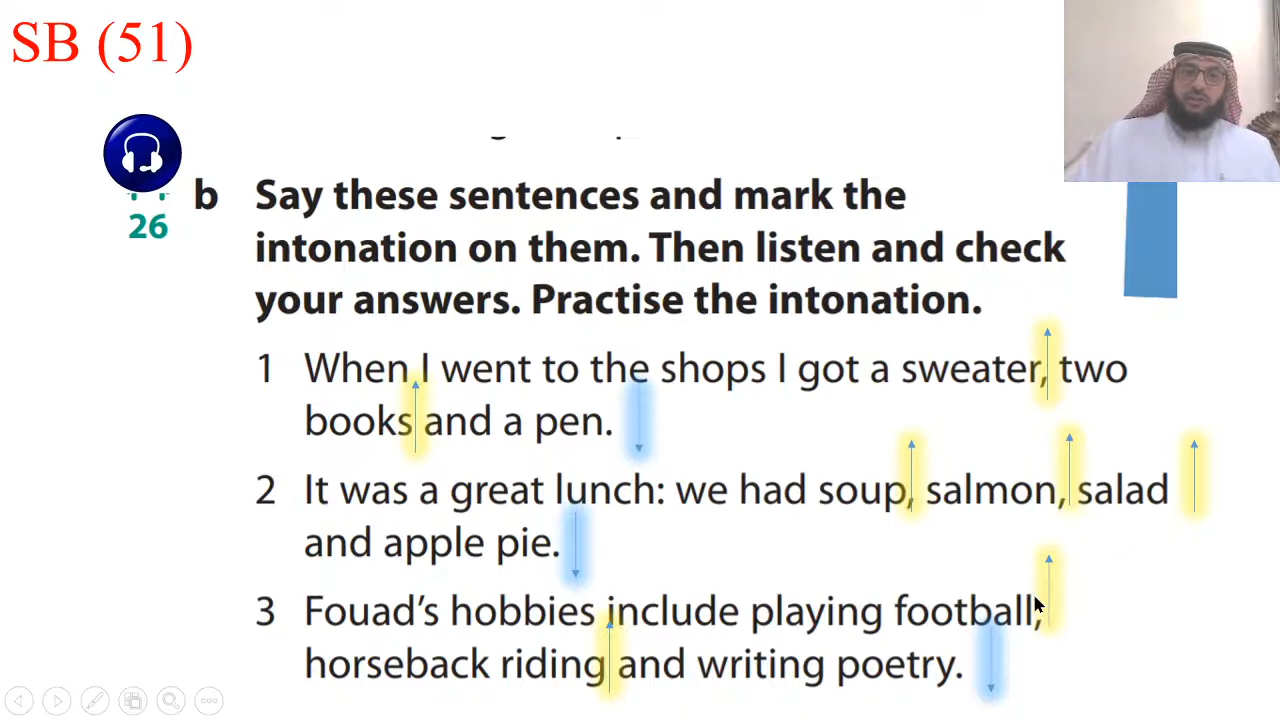 SB (51)
b Say these sentences and mark the
26
intonation on them. Then listen and check
your answers. Practise the intonation.
1 When I went to the shops I got a sweater, two
books and a pen.
2 It was a great lunch: we had soup, salmon, salad
and apple pie.
3 Fouad's hobbies include playing football,
horseback riding and writing poetry.